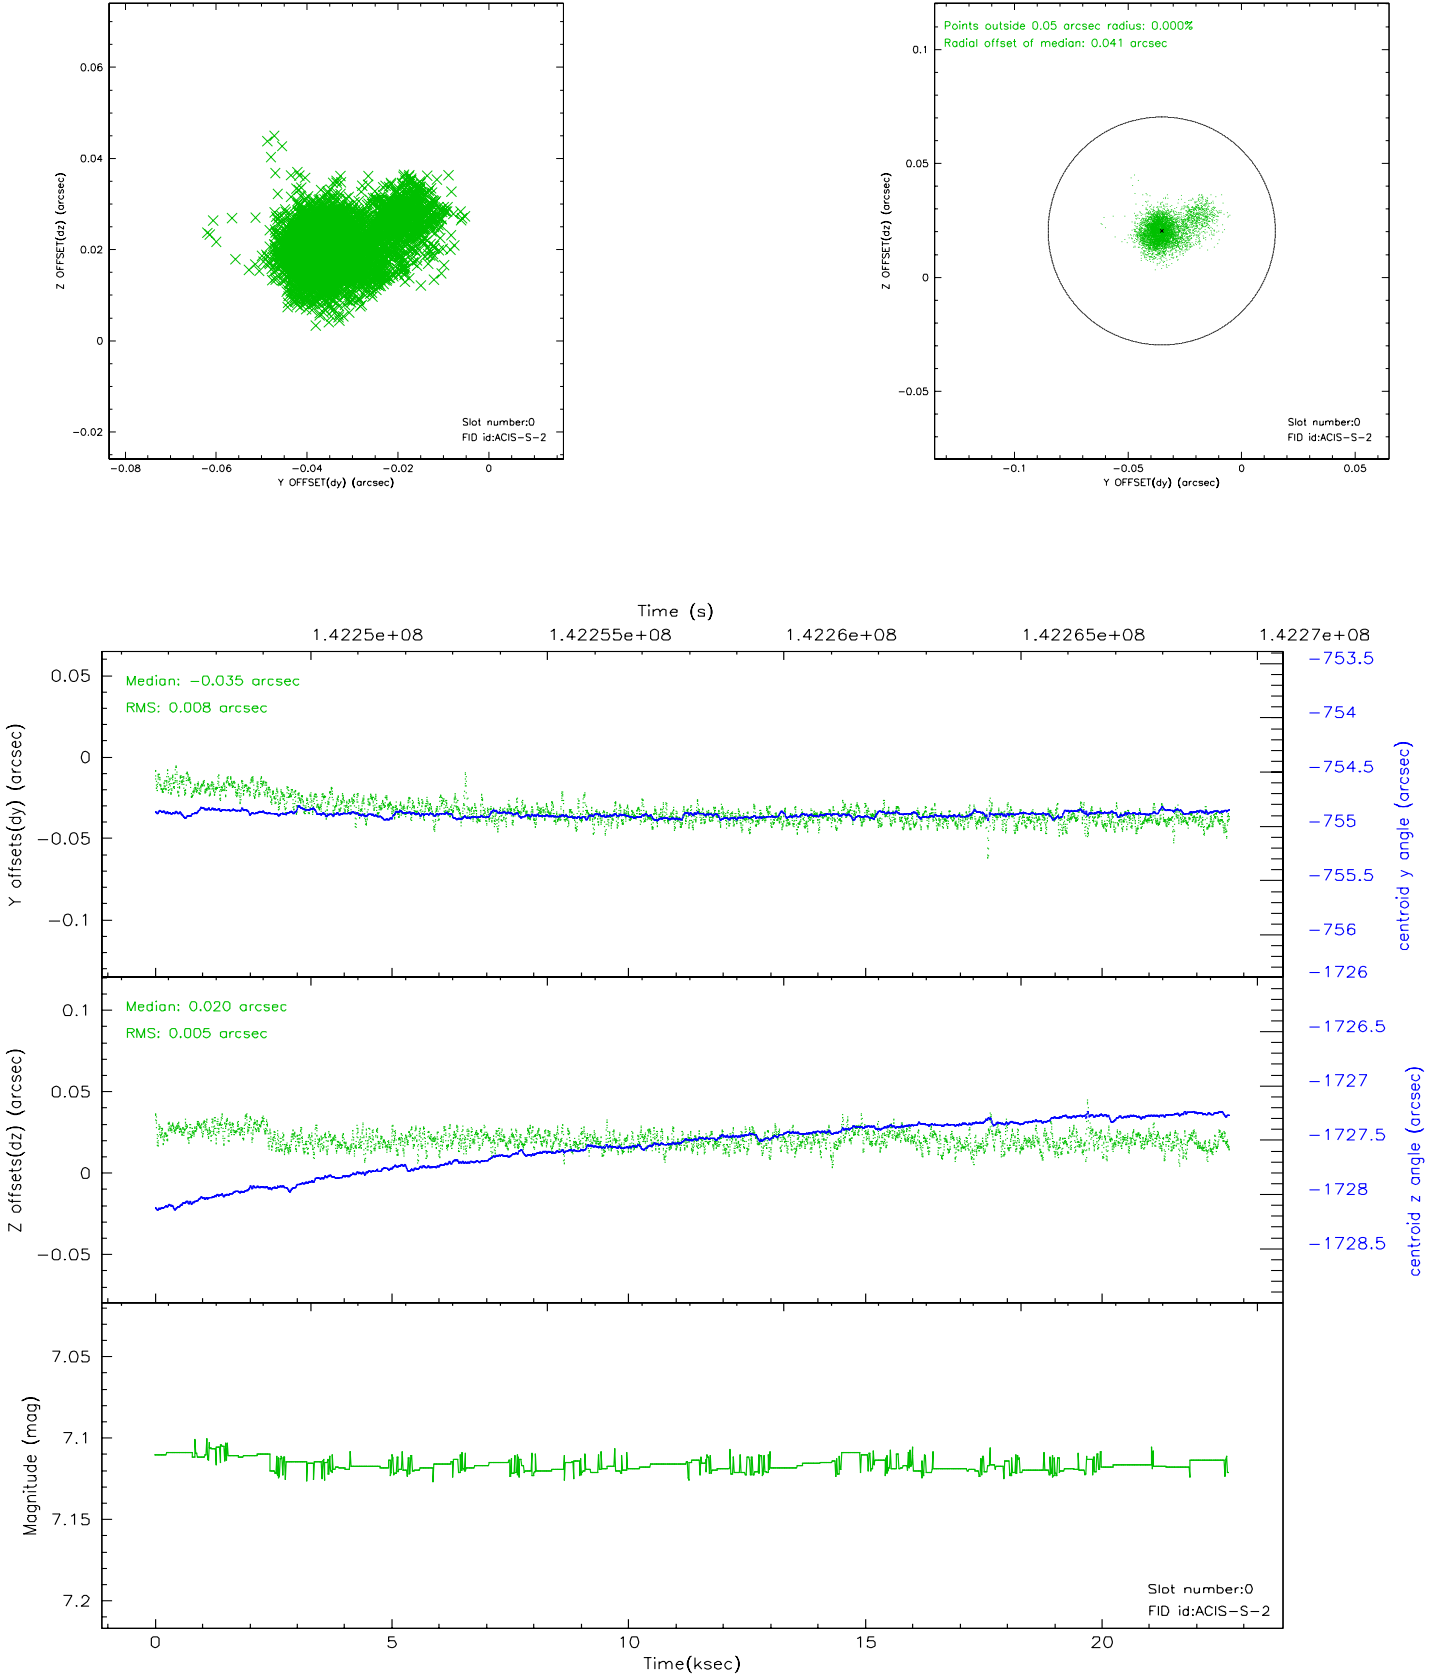 0.06
0.04
0.02
0
−0.02
Z OFFSET(dz) (arcsec)
Slot number:0
FID id:ACIS−S−2
−0.08
−0.06
−0.04
−0.02
0
Y OFFSET(dy) (arcsec)
Points outside 0.05 arcsec radius: 0.000%
Radial offset of median: 0.041 arcsec
0.1
0.05
0
−0.05
Z OFFSET(dz) (arcsec)
Slot number:0
FID id:ACIS−S−2
−0.1
−0.05
0
0.05
Y OFFSET(dy) (arcsec)
Time (s)
1.4225e+08
1.42255e+08
1.4226e+08
1.42265e+08
1.4227e+08
Median: −0.035 arcsec
RMS: 0.008 arcsec
0.05
0
−0.05
−0.1
Y offsets(dy) (arcsec)
−753.5
−754
−754.5
−755
−755.5
−756
centroid y angle (arcsec)
Median: 0.020 arcsec
RMS: 0.005 arcsec
0.1
0.05
0
−0.05
Z offsets(dz) (arcsec)
−1726
−1726.5
−1727
−1727.5
−1728
−1728.5
centroid z angle (arcsec)
7.05
7.1
7.15
7.2
Magnitude (mag)
Slot number:0
FID id:ACIS−S−2
0
5
10
15
20
Time(ksec)